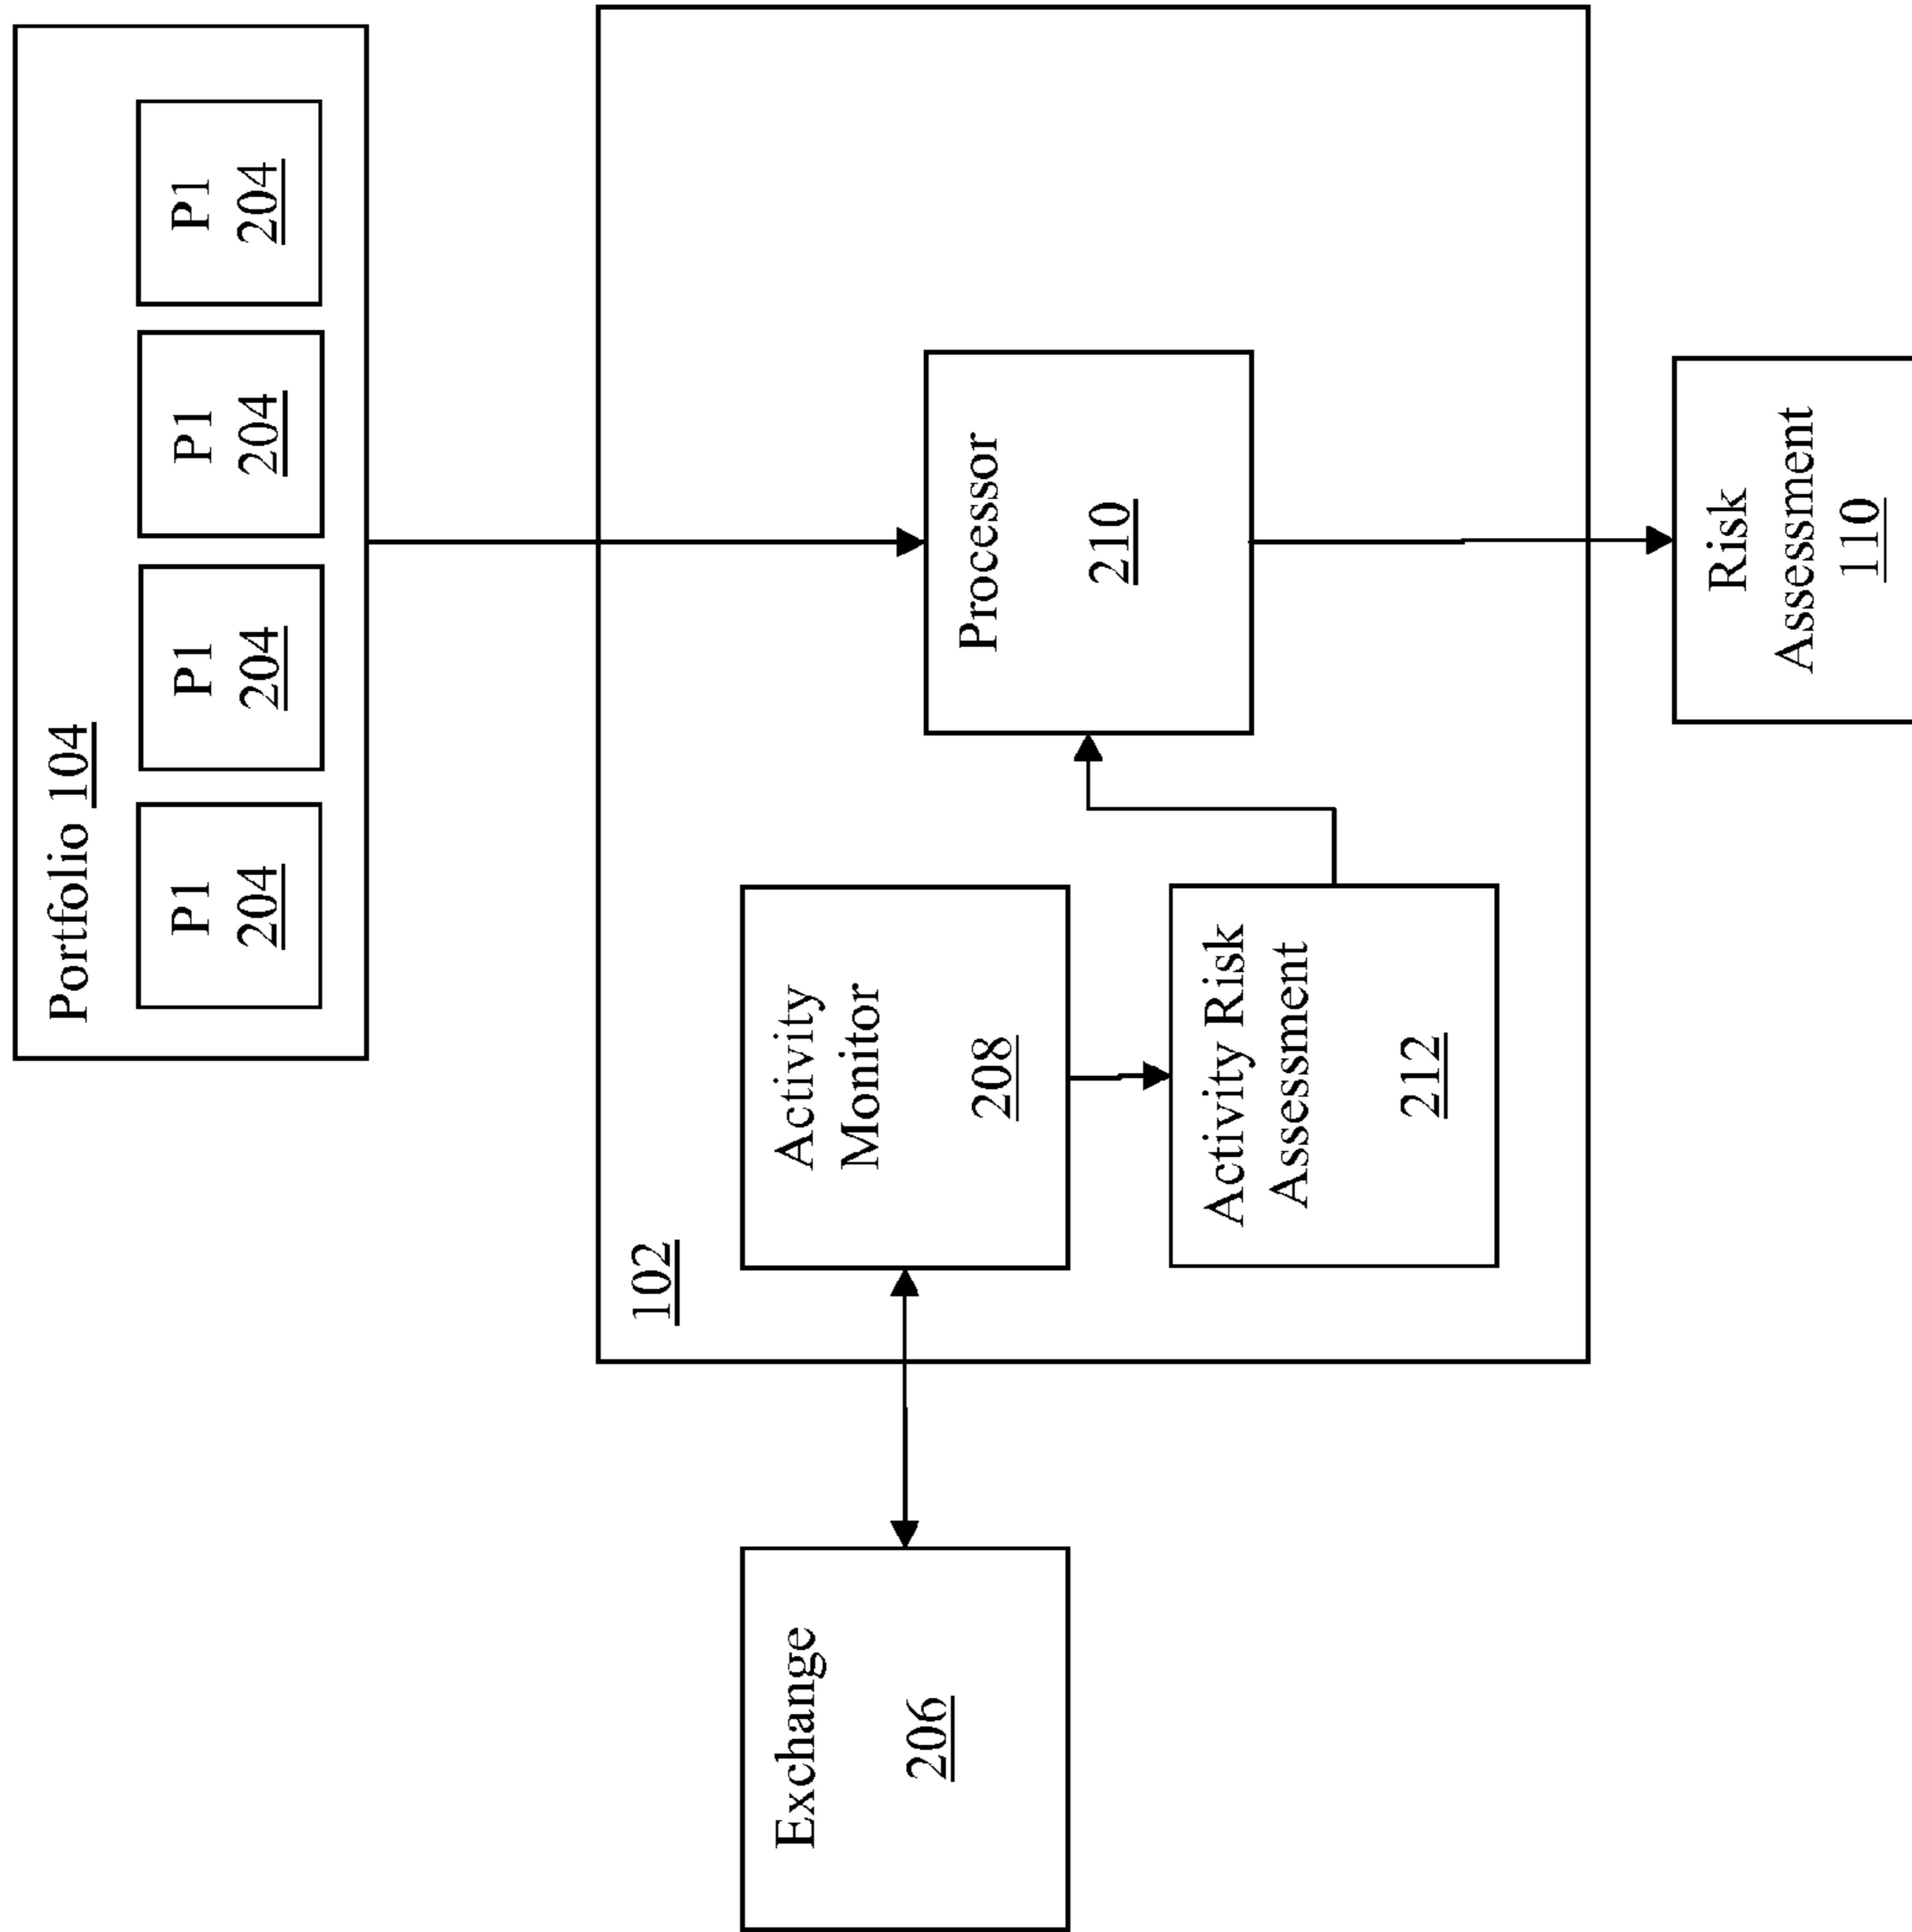 Portfolio 104
P1
204
P1
204
P1
204
P1
204
102
Exchange
206
Activity
Monitor
208
Processor
210
Activity Risk
Assessment
212
Risk
Assessment
110